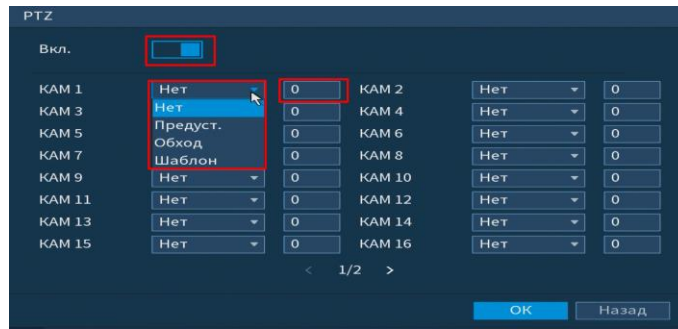 PTZ
Вкл.
КАМ 1 Нет 0 КАМ 2 Нет 0
КАМ 3 Нет 0 КАМ 4 Нет 0
Предуст.
КАМ 5 0 КАМ 6 Нет 0
Обход
КАМ 7 Шаблон 0 КАМ 8 Нет 0
КАМ 9 Нет 0 КАМ 10 Нет 0
КАМ 11 Нет 0 КАМ 12 Нет 0
КАМ 13 Нет 0 КАМ 14 Нет 0
КАМ 15 Нет 0 КАМ 16 Нет 0
< 1/2 >
ОК Назад